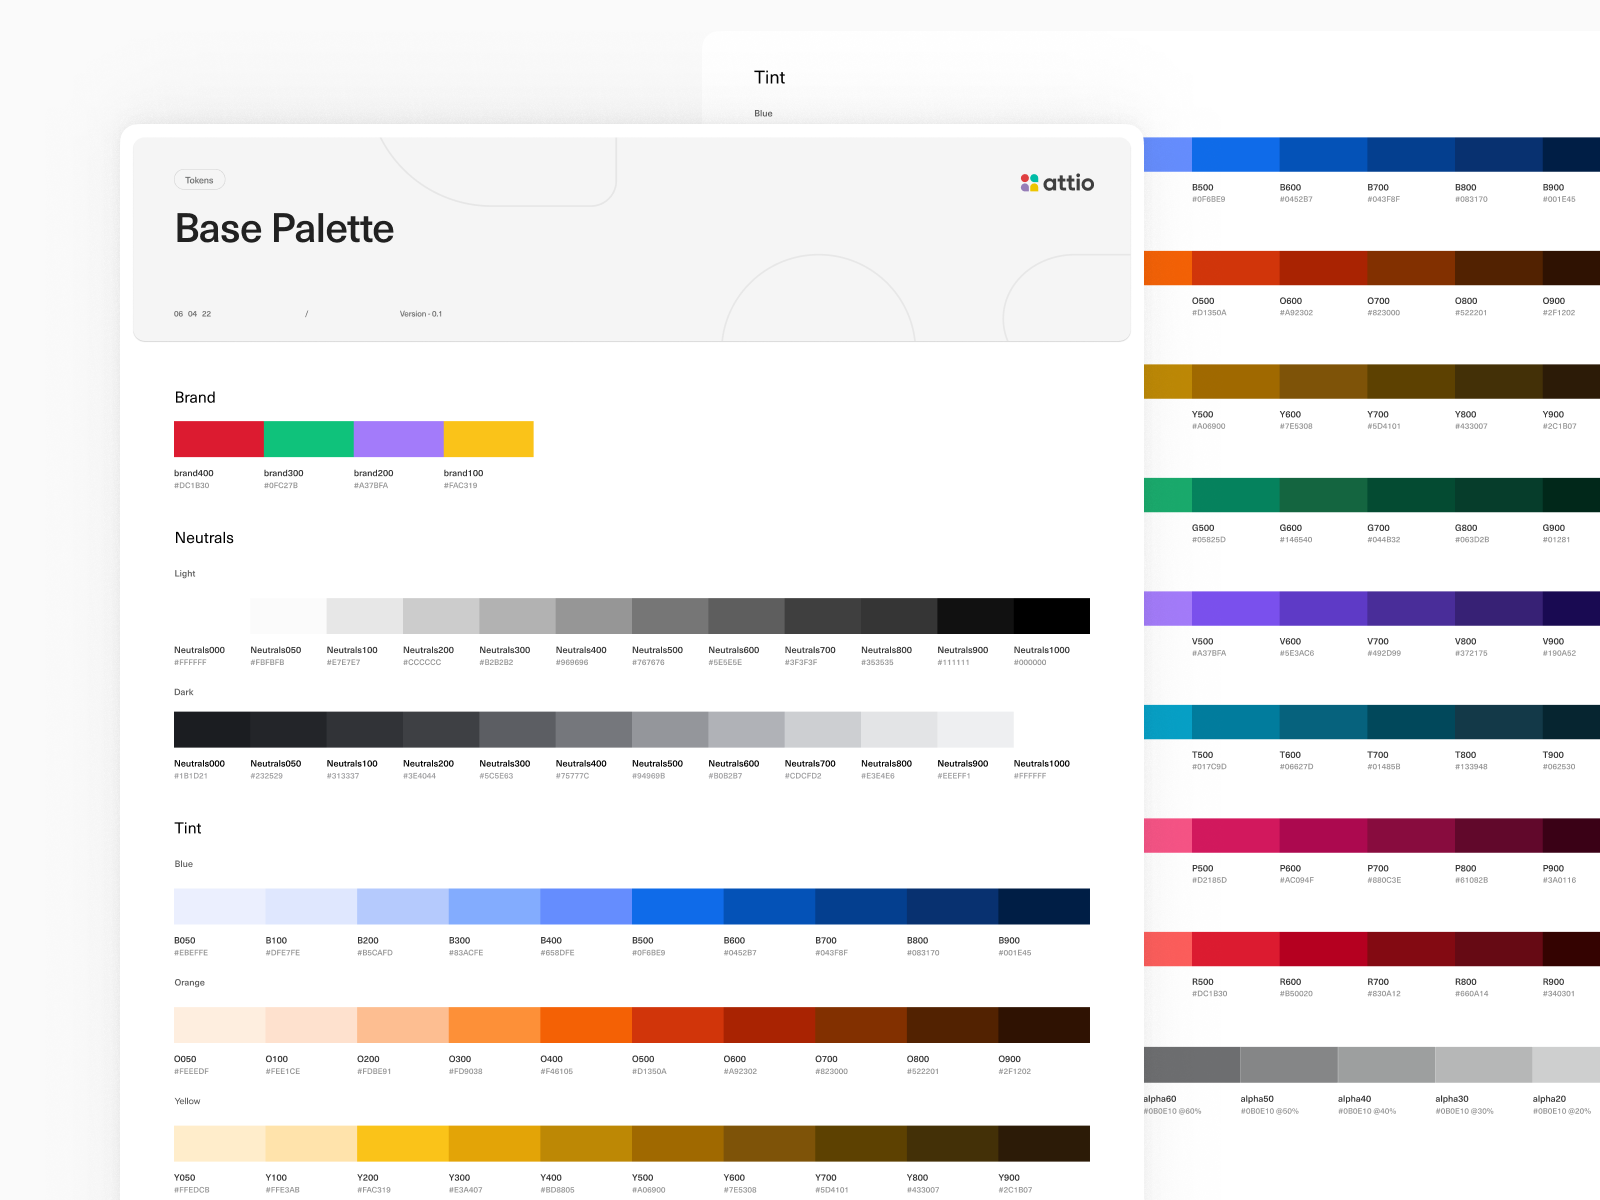 Tint
Blue
Tokens
attio
Base Palette
06 04 22 / Version - 0.1
Brand
brand400 brand300 brand200 brand100
#DC1B30 #0FC27B #A37BFA #FAC319
Neutrals
Light
Neutrals000 Neutrals050 Neutrals100 Neutrals200 Neutrals300 Neutrals400 Neutrals500 Neutrals600 Neutrals700 Neutrals800 Neutrals900 Neutrals1000
#FFFFFF #FBFBFB #E7E7E7 #CCCCCC #B2B2B2 #969696 #767676 #5E5E5E #3F3F3F #353535 #111111 #000000
Dark
Neutrals000 Neutrals050 Neutrals100 Neutrals200 Neutrals300 Neutrals400 Neutrals500 Neutrals600 Neutrals700 Neutrals800 Neutrals900 Neutrals1000
#1B1D21 #232529 #313337 #3E4044 #5C5E63 #75777C #94969B #B0B2B7 #CDCFD2 #E3E4E6 #EEEFF1 #FFFFFF
Tint
Blue
B050 B100 B200 B300 B400 B500 B600 B700 B800 B900
#EBEFFE #DFE7FE #B5CAFD #83ACFE #658DFE #0F6BE9 #0452B7 #043F8F #083170 #001E45
Orange
O050 O100 O200 O300 O400 O500 O600 O700 O800 O900
#FEEEDF #FEE1CE #FDBE91 #FD9038 #F46105 #D1350A #A92302 #823000 #522201 #2F1202
Yellow
Y050 Y100 Y200 Y300 Y400 Y500 Y600 Y700 Y800 Y900
#FFEDCB #FFE3AB #FAC319 #E3A407 #BD8805 #A06900 #7E5308 #5D4101 #433007 #2C1B07
B500 B600 B700 B800 B900
#0F6BE9 #0452B7 #043F8F #083170 #001E45
O500 O600 O700 O800 O900
#D1350A #A92302 #823000 #522201 #2F1202
Y500 Y600 Y700 Y800 Y900
#A06900 #7E5308 #5D4101 #433007 #2C1B07
G500 G600 G700 G800 G900
#05825D #146540 #044B32 #063D2B #01281
V500 V600 V700 V800 V900
#A37BFA #5E3AC6 #492D99 #372175 #190A52
T500 T600 T700 T800 T900
#017C9D #06627D #01485B #133948 #062530
P500 P600 P700 P800 P900
#D2185D #AC094F #880C3E #61082B #3A0116
R500 R600 R700 R800 R900
#DC1B30 #B50020 #830A12 #660A14 #340301
alpha60 alpha50 alpha40 alpha30 alpha20
#0B0E10 @60% #0B0E10 @50% #0B0E10 @40% #0B0E10 @30% #0B0E10 @20%